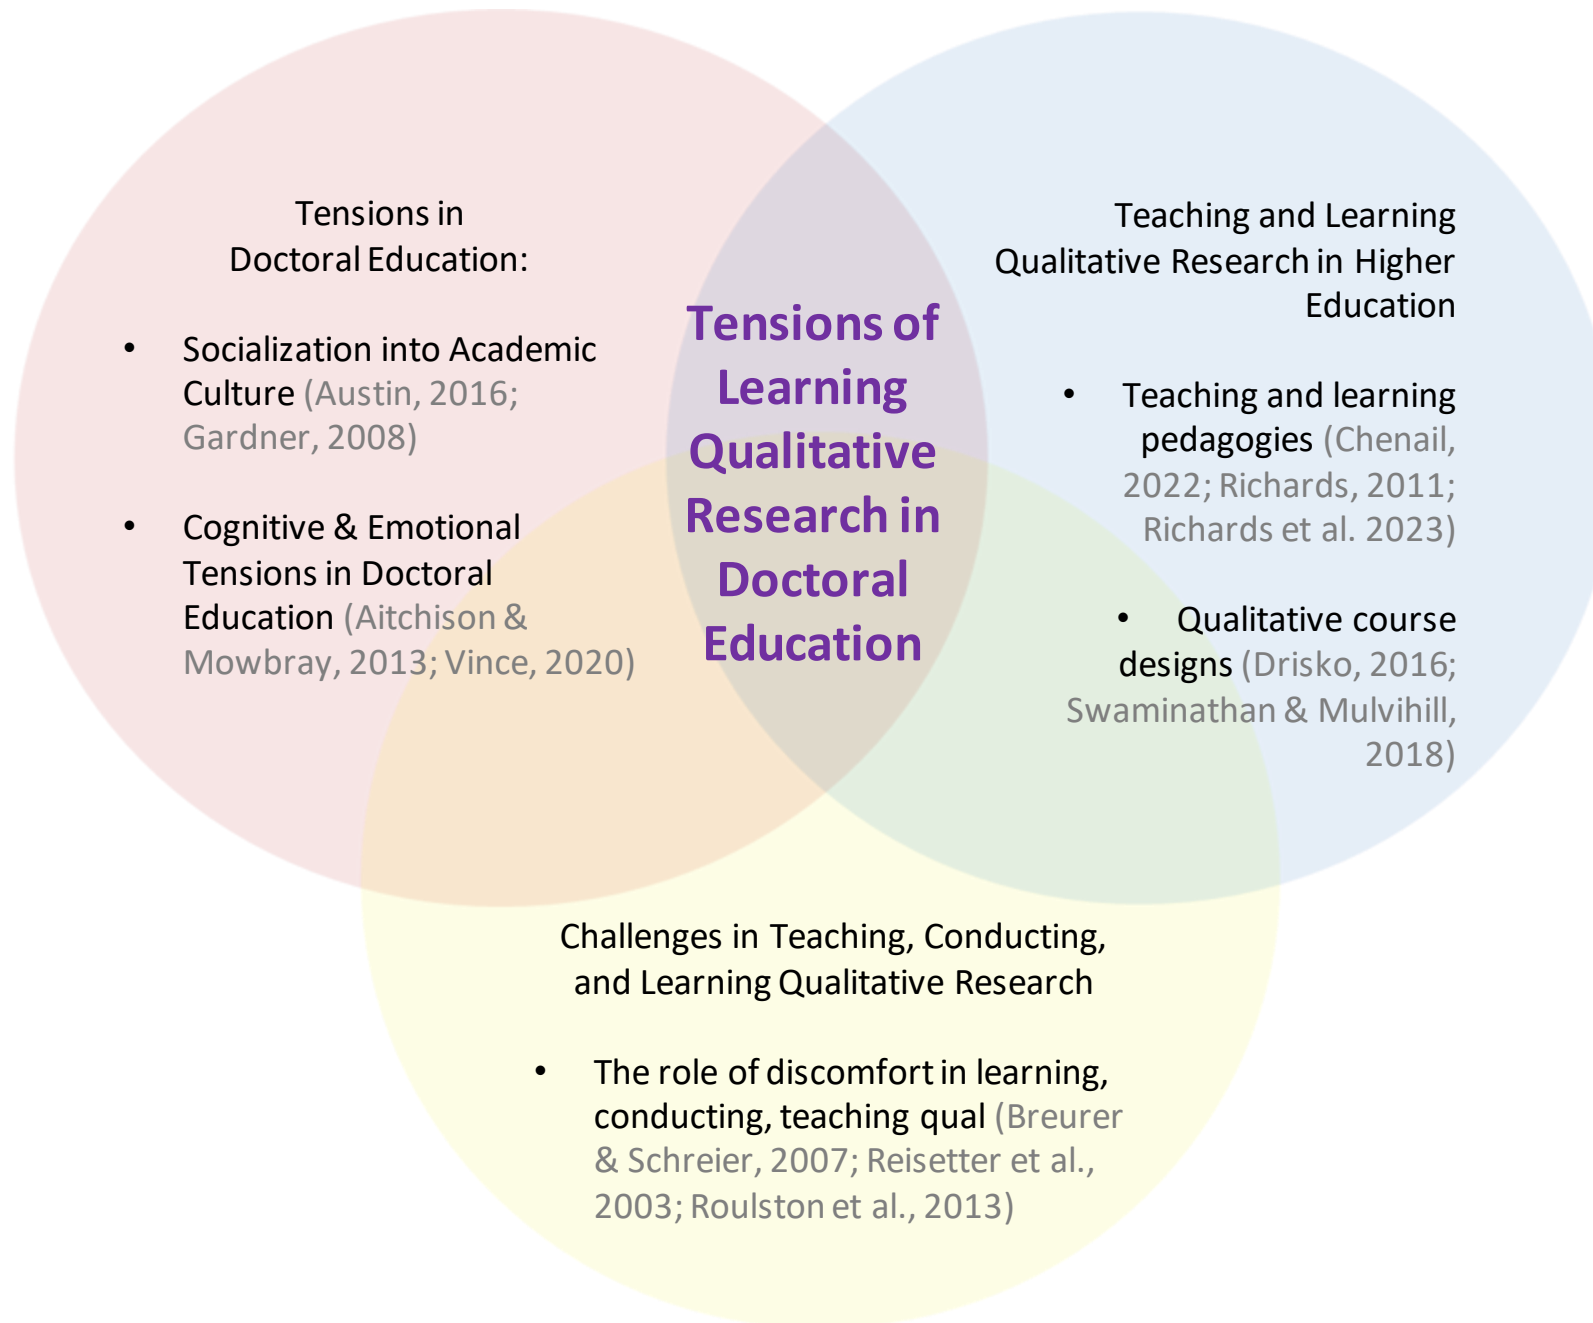 Tensions in
Doctoral Education:
• Socialization into Academic
Culture (Austin, 2016;
Gardner, 2008)
• Cognitive & Emotional
Tensions in Doctoral
Education (Aitchison &
Mowbray, 2013; Vince, 2020)
Tensions of
Learning
Qualitative
Research in
Doctoral
Education
Teaching and Learning
Qualitative Research in Higher
Education
• Teaching and learning
pedagogies (Chenail,
2022; Richards, 2011;
Richards et al. 2023)
• Qualitative course
designs (Drisko, 2016;
Swaminathan & Mulvihill,
2018)
Challenges in Teaching, Conducting,
and Learning Qualitative Research
• The role of discomfort in learning,
conducting, teaching qual (Breurer
& Schreier, 2007; Reisetter et al.,
2003; Roulston et al., 2013)